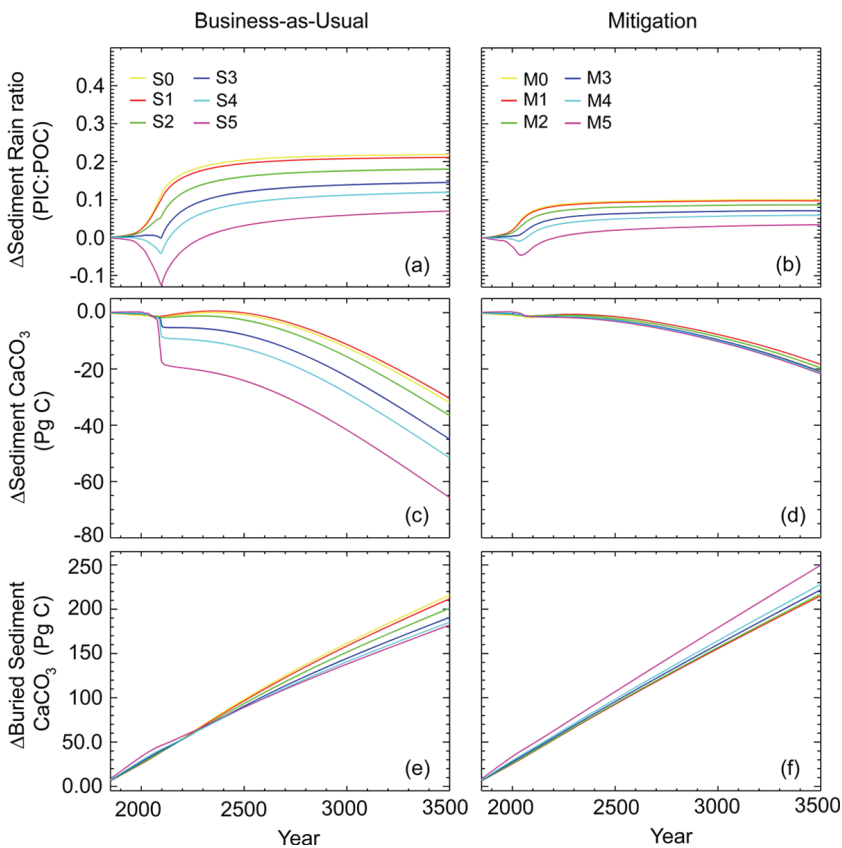 Business-as-Usual
Mitigation
ΔSediment Rain ratio
(PIC:POC)
0.4
0.3
0.2
0.1
0.0
-0.1
S0
S1
S2
S3
S4
S5
(a)
M0
M1
M2
M3
M4
M5
(b)
ΔSediment CaCO₃
(Pg C)
0.0
-20
-40
-60
-80
(c)
(d)
ΔBuried Sediment
CaCO₃ (Pg C)
250
200
150
100
50.0
0.00
(e)
(f)
2000 2500 3000 3500
2000 2500 3000 3500
Year
Year